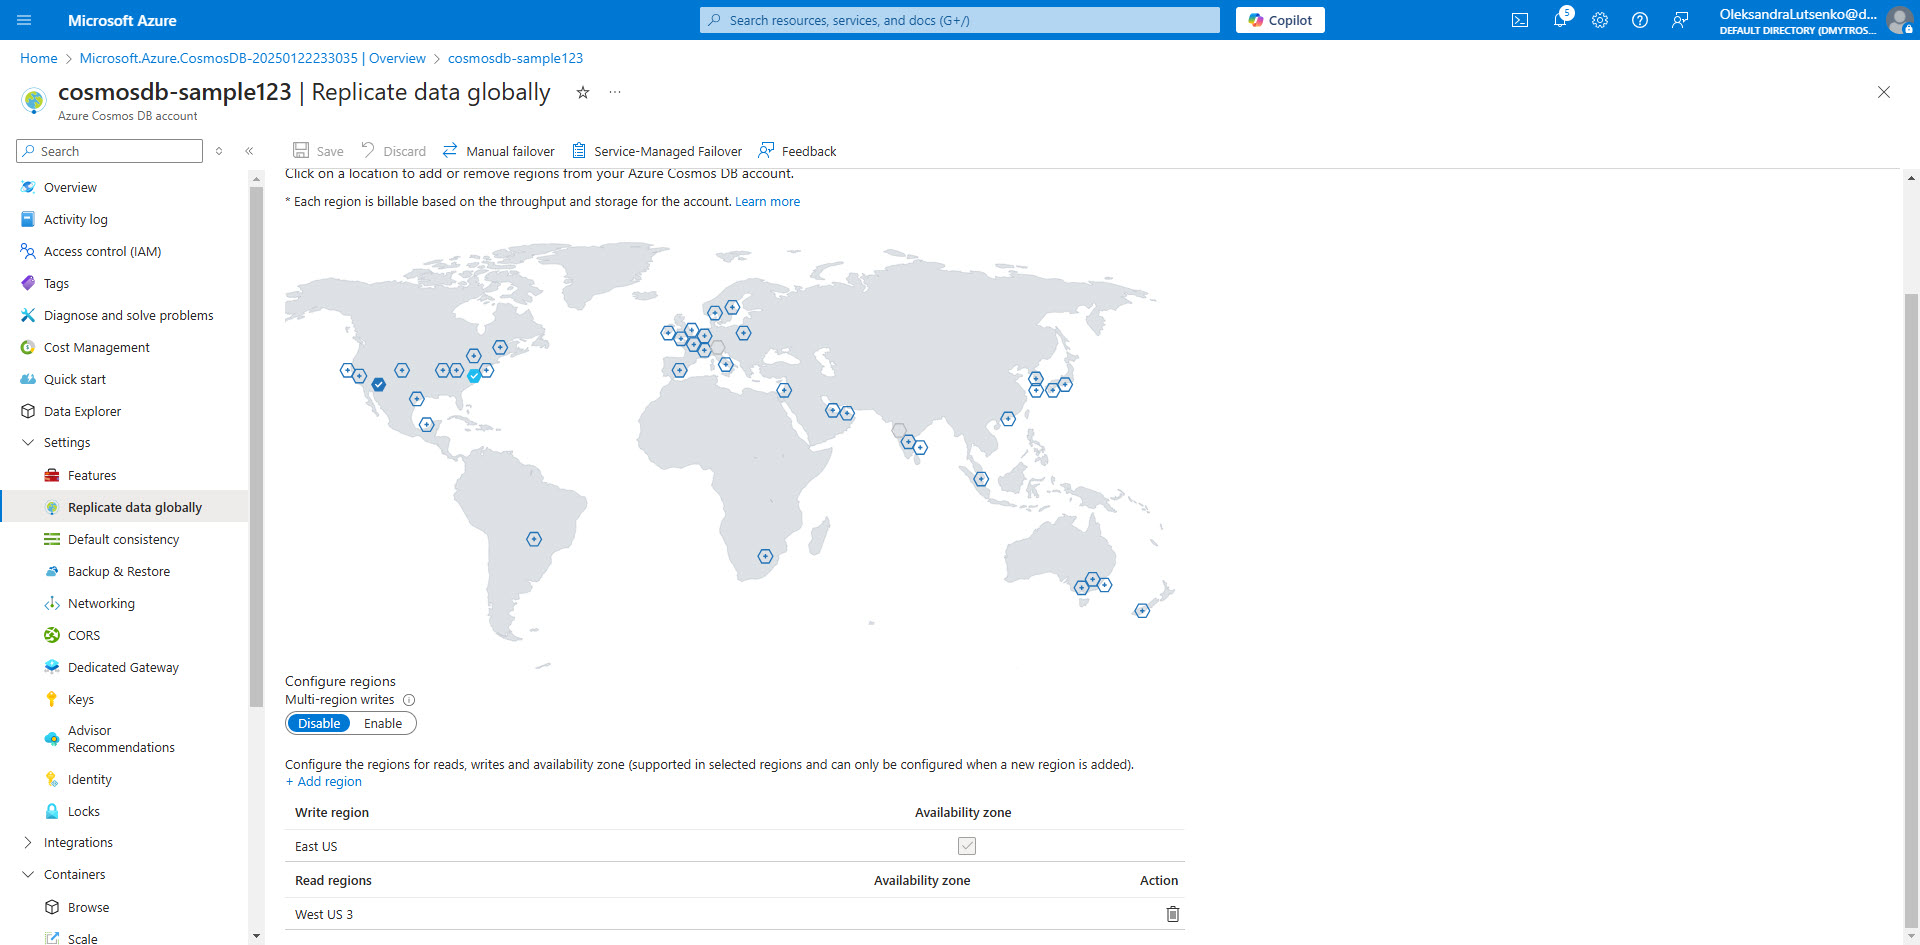 Microsoft Azure
Search resources, services, and docs (G+/)
Copilot
5
OleksandraLutsenko@d...
DEFAULT DIRECTORY (DMYTROS...
Home > Microsoft.Azure.CosmosDB-20250122233035 | Overview > cosmosdb-sample123
cosmosdb-sample123 | Replicate data globally
Azure Cosmos DB account
Search
Save
Discard
Manual failover
Service-Managed Failover
Feedback
Overview
Activity log
Access control (IAM)
Tags
Diagnose and solve problems
Cost Management
Quick start
Data Explorer
Settings
Features
Replicate data globally
Default consistency
Backup & Restore
Networking
CORS
Dedicated Gateway
Keys
Advisor
Recommendations
Identity
Locks
Integrations
Containers
Browse
Scale
Click on a location to add or remove regions from your Azure Cosmos DB account.
* Each region is billable based on the throughput and storage for the account. Learn more
Configure regions
Multi-region writes
Disable Enable
Configure the regions for reads, writes and availability zone (supported in selected regions and can only be configured when a new region is added).
+ Add region
Write region Availability zone
East US
Read regions Availability zone Action
West US 3